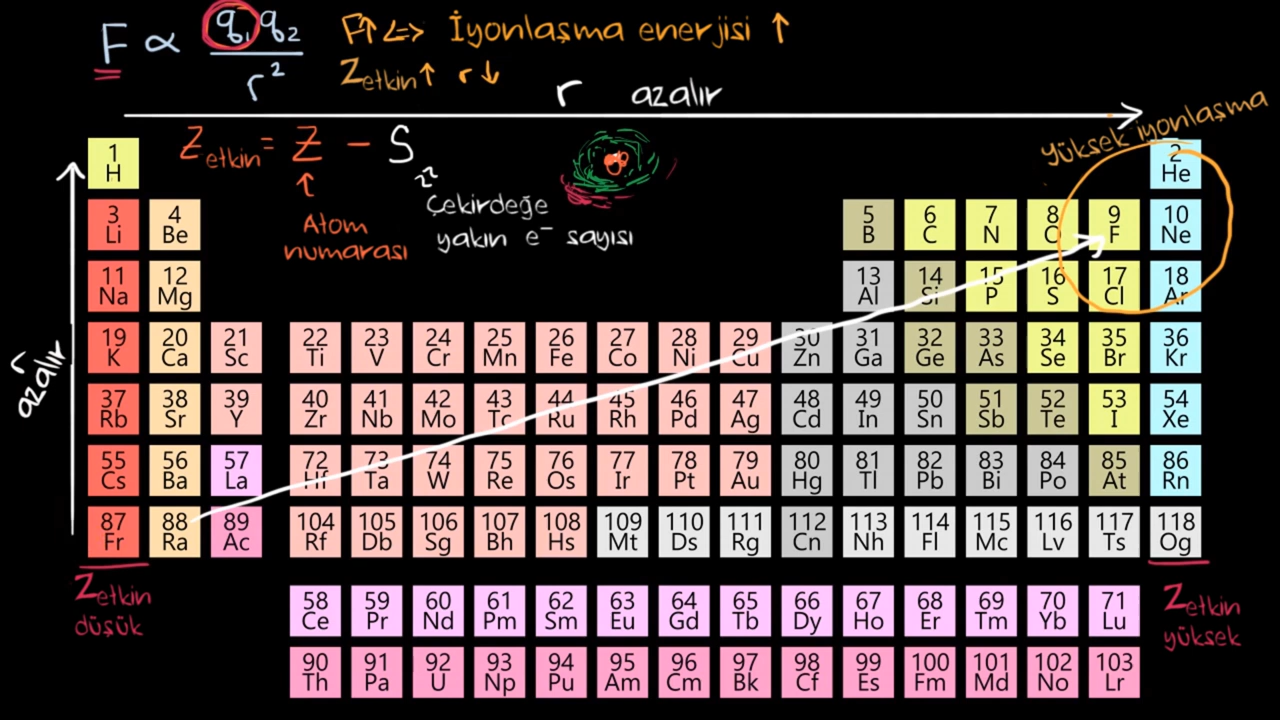 F ∝ q₁q₂ / r²
F↑ <=> İyonlaşma enerjisi ↑
Zetkin↑ r↓
r azalır
Zetkin = Z - S
Atom
numarası
Çekirdeğe
yakın e⁻ sayısı
yüksek iyonlaşma
r azalır
1 2
H He
3 4 5 6 7 8 9 10
Li Be B C N O F Ne
11 12 13 14 15 16 17 18
Na Mg Al Si P S Cl Ar
19 20 21 22 23 24 25 26 27 28 29 30 31 32 33 34 35 36
K Ca Sc Ti V Cr Mn Fe Co Ni Cu Zn Ga Ge As Se Br Kr
37 38 39 40 41 42 43 44 45 46 47 48 49 50 51 52 53 54
Rb Sr Y Zr Nb Mo Tc Ru Rh Pd Ag Cd In Sn Sb Te I Xe
55 56 57 72 73 74 75 76 77 78 79 80 81 82 83 84 85 86
Cs Ba La Hf Ta W Re Os Ir Pt Au Hg Tl Pb Bi Po At Rn
87 88 89 104 105 106 107 108 109 110 111 112 113 114 115 116 117 118
Fr Ra Ac Rf Db Sg Bh Hs Mt Ds Rg Cn Nh Fl Mc Lv Ts Og
Zetkin
düşük
Zetkin
yüksek
58 59 60 61 62 63 64 65 66 67 68 69 70 71
Ce Pr Nd Pm Sm Eu Gd Tb Dy Ho Er Tm Yb Lu
90 91 92 93 94 95 96 97 98 99 100 101 102 103
Th Pa U Np Pu Am Cm Bk Cf Es Fm Md No Lr